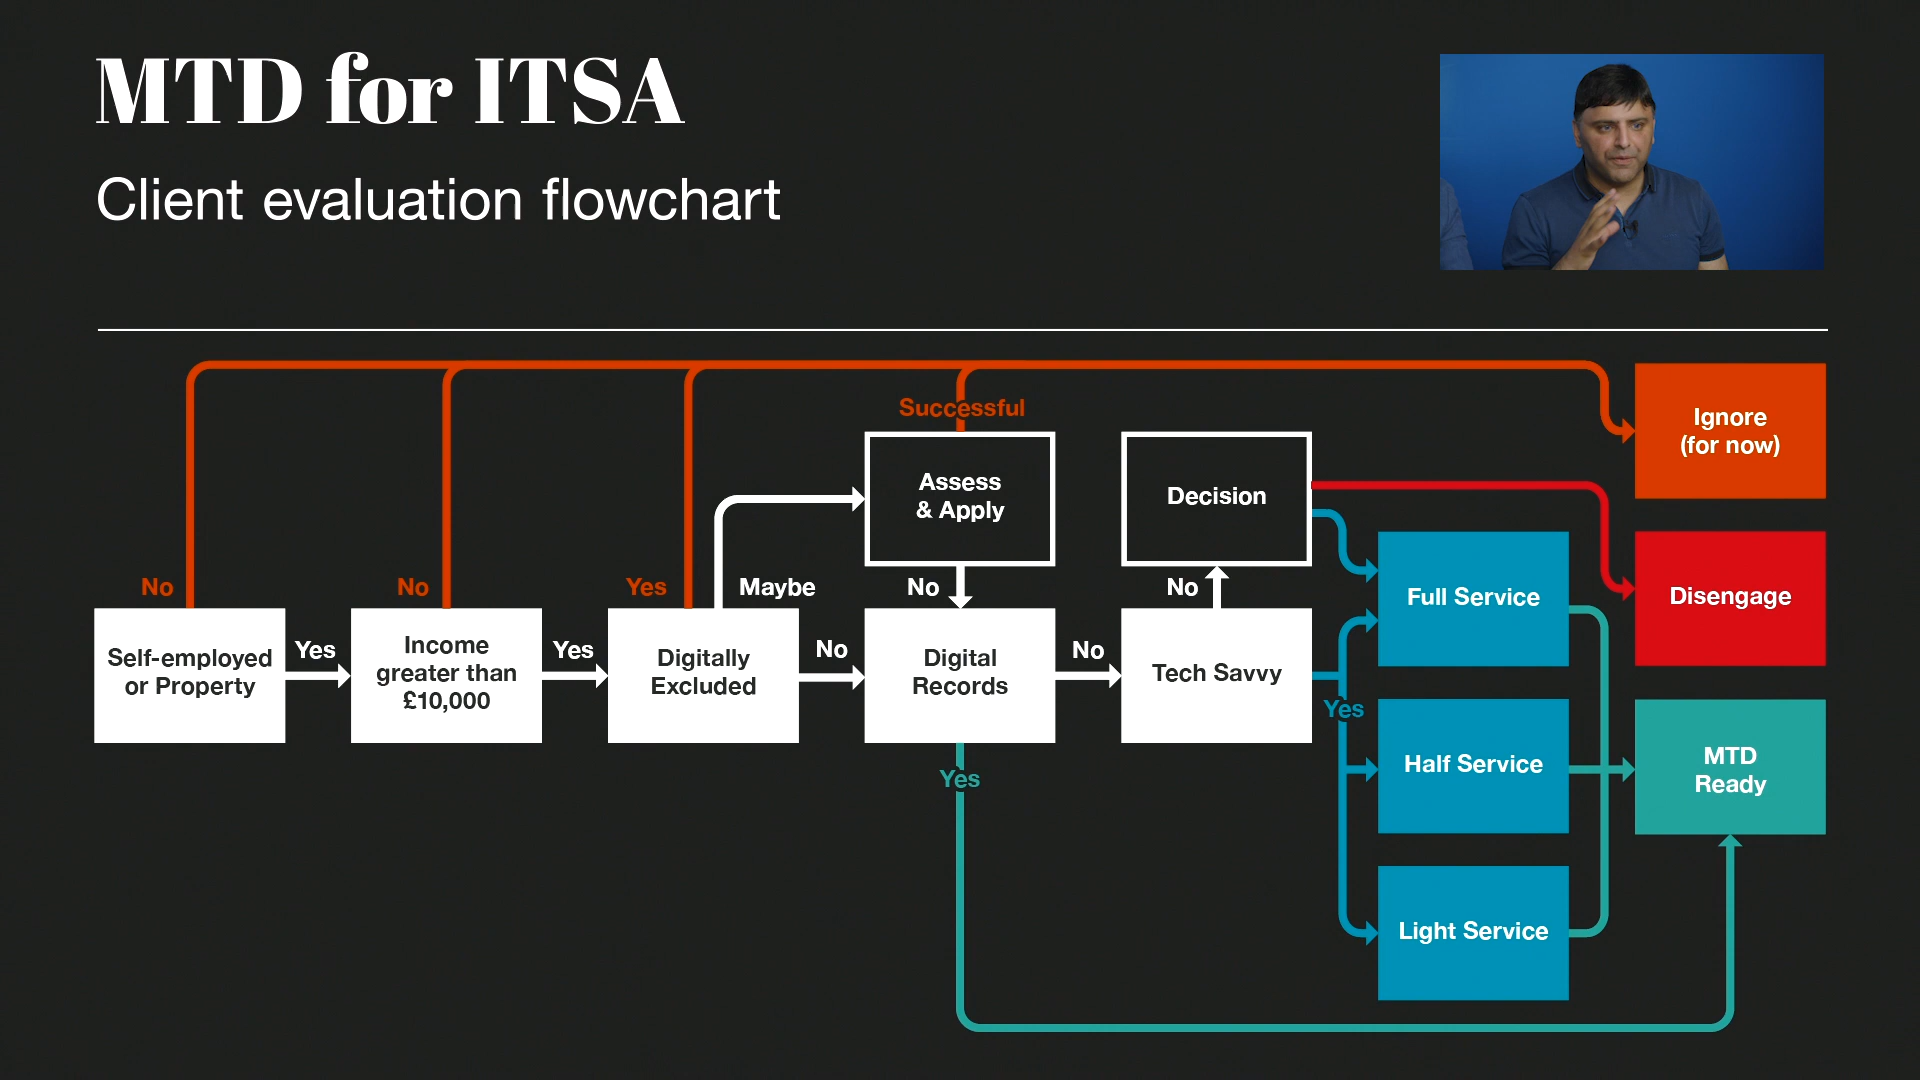 MTD for ITSA
Client evaluation flowchart
Successful
Ignore
(for now)
Assess
& Apply
Decision
No
No
Yes
Maybe
No
No
Full Service
Disengage
Self-employed
or Property
Yes
Income
greater than
£10,000
Yes
Digitally
Excluded
No
Digital
Records
No
Tech Savvy
Yes
Half Service
MTD
Ready
Yes
Light Service